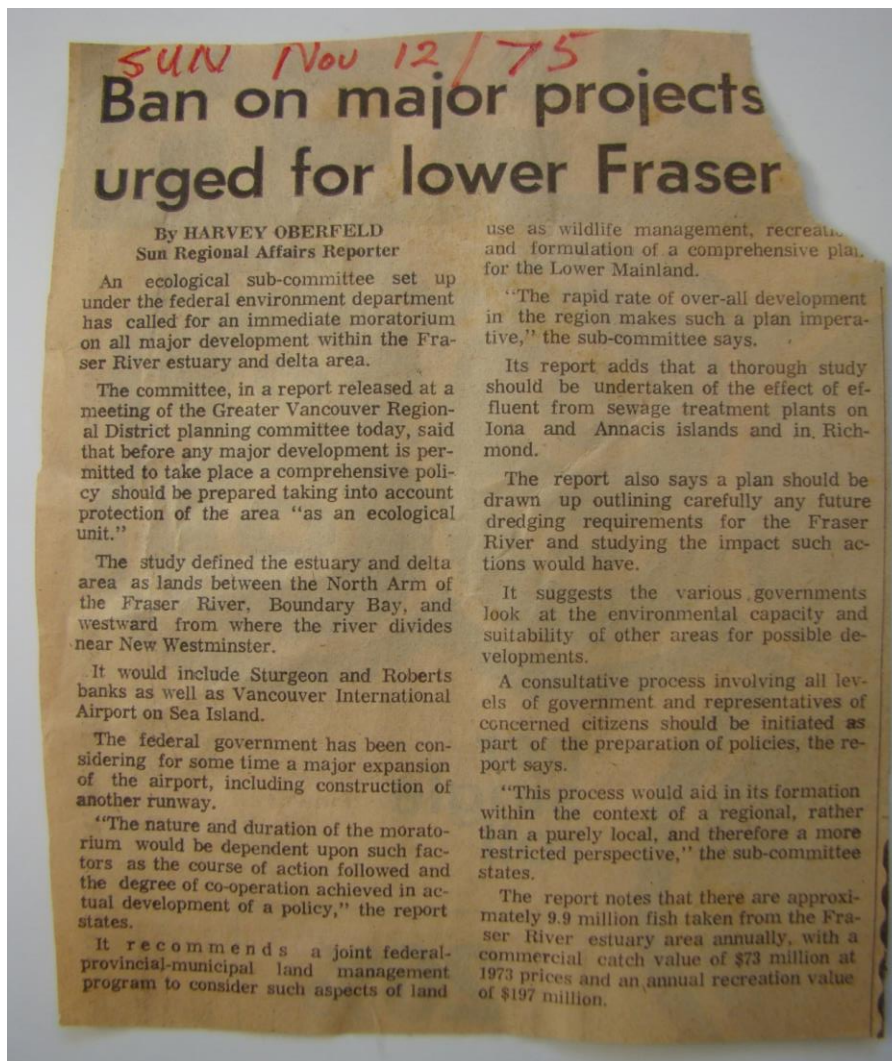 SUN Nov 12/75
Ban on major projects
urged for lower Fraser
By HARVEY OBERFELD
Sun Regional Affairs Reporter
An ecological sub-committee set up
under the federal environment department
has called for an immediate moratorium
on all major development within the Fra-
ser River estuary and delta area.
The committee, in a report released at a
meeting of the Greater Vancouver Region-
al District planning committee today, said
that before any major development is per-
mitted to take place a comprehensive poli-
cy should be prepared taking into account
protection of the area "as an ecological
unit."
The study defined the estuary and delta
area as lands between the North Arm of
the Fraser River, Boundary Bay, and
westward from where the river divides
near New Westminster.
It would include Sturgeon and Roberts
banks as well as Vancouver International
Airport on Sea Island.
The federal government has been con-
sidering for some time a major expansion
of the airport, including construction of
another runway.
"The nature and duration of the morato-
rium would be dependent upon such fac-
tors as the course of action followed and
the degree of co-operation achieved in ac-
tual development of a policy," the report
states.
It recommends a joint federal-
provincial-municipal land management
program to consider such aspects of land
use as wildlife management,
and formulation of a comprehensive
for the Lower Mainland.
"The rapid rate of over-all development
in the region makes such a plan impera-
tive," the sub-committee says.
Its report adds that a thorough study
should be undertaken of the effect of ef-
fluent from sewage treatment plants on
Iona and Annacis islands and in Rich-
mond.
The report also says a plan should be
drawn up outlining carefully any future
dredging requirements for the Fraser
River and studying the impact such ac-
tions would have.
It suggests the various governments
look at the environmental capacity and
suitability of other areas for possible de-
velopments.
A consultative process involving all lev-
els of government and representatives of
concerned citizens should be initiated as
part of the preparation of policies, the re-
port says.
"This process would aid in its formation
within the context of a regional, rather
than a purely local, and therefore a more
restricted perspective," the sub-committee
states.
The report notes that there are approxi-
mately 9.9 million fish taken from the Fra-
ser River estuary area annually, with a
commercial catch value of $73 million at
1973 prices and an annual recreation value
of $197 million.